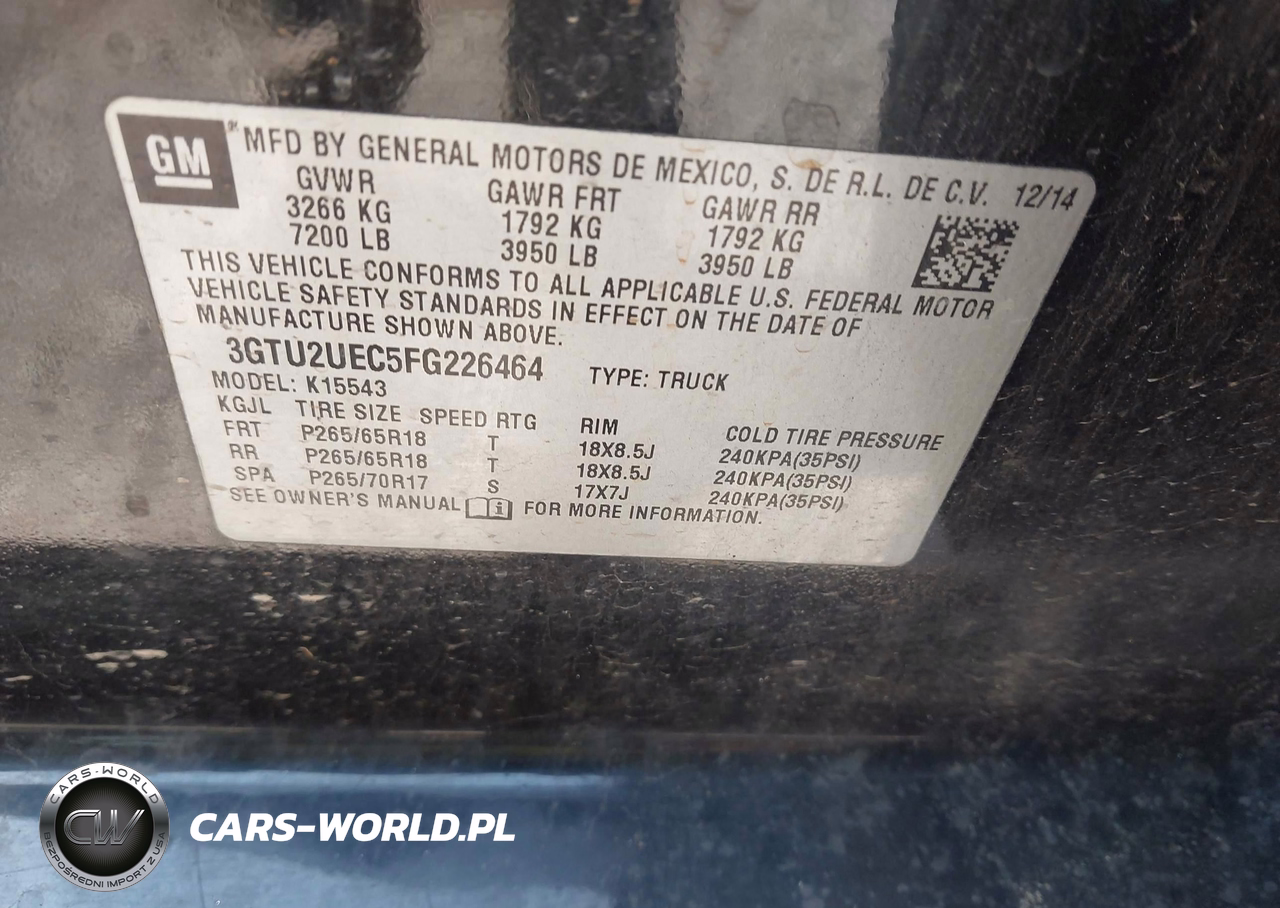 GM
MFD BY GENERAL MOTORS DE MEXICO, S. DE R.L. DE C.V. 12/14
GVWR GAWR FRT GAWR RR
3266 KG 1792 KG 1792 KG
7200 LB 3950 LB 3950 LB
THIS VEHICLE CONFORMS TO ALL APPLICABLE U.S. FEDERAL MOTOR
VEHICLE SAFETY STANDARDS IN EFFECT ON THE DATE OF
MANUFACTURE SHOWN ABOVE.
3GTU2UEC5FG226464 TYPE: TRUCK
MODEL: K15543
KGJL TIRE SIZE SPEED RTG RIM COLD TIRE PRESSURE
FRT P265/65R18 T 18X8.5J 240KPA(35PSI)
RR P265/65R18 T 18X8.5J 240KPA(35PSI)
SPA P265/70R17 S 17X7J 240KPA(35PSI)
SEE OWNER'S MANUAL FOR MORE INFORMATION.
CARS-WORLD
CW
BEZPOŚREDNI IMPORT Z USA
CARS-WORLD.PL